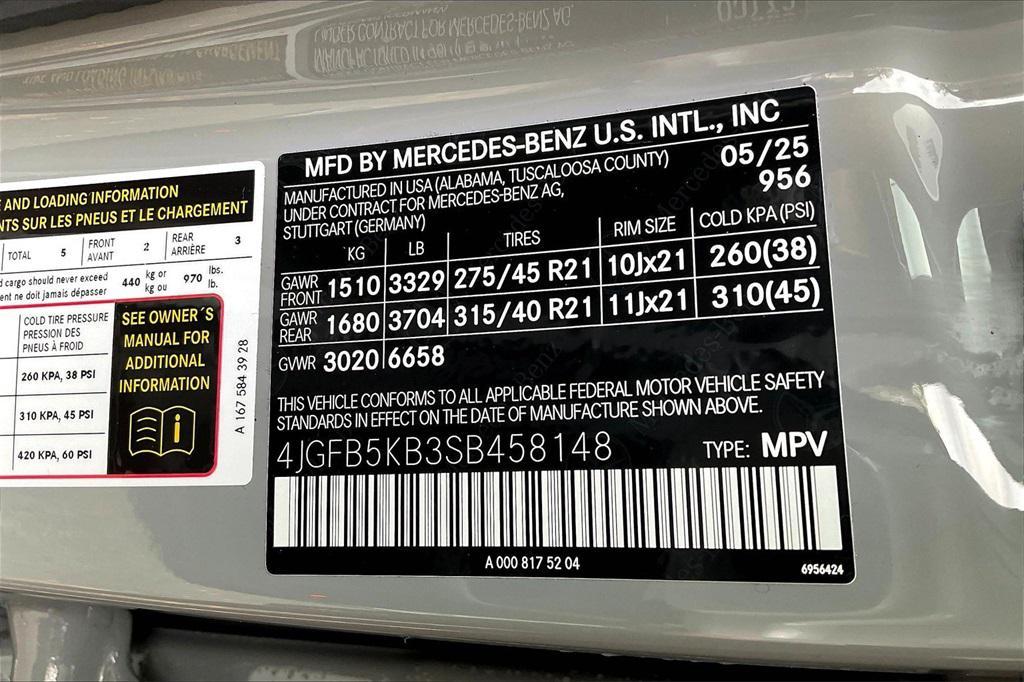 E AND LOADING INFORMATION
NTS SUR LES PNEUS ET LE CHARGEMENT
TOTAL 5 FRONT AVANT 2 REAR ARRIÈRE 3
d cargo should never exceed
ent ne doit jamais dépasser
440 kg or kg ou 970 lbs. lb.
COLD TIRE PRESSURE
PRESSION DES
PNEUS À FROID
260 KPA, 38 PSI
310 KPA, 45 PSI
420 KPA, 60 PSI
SEE OWNER´S
MANUAL FOR
ADDITIONAL
INFORMATION
A 167 584 39 28
MFD BY MERCEDES-BENZ U.S. INTL., INC
MANUFACTURED IN USA (ALABAMA, TUSCALOOSA COUNTY) 05/25
UNDER CONTRACT FOR MERCEDES-BENZ AG, 956
STUTTGART (GERMANY)
KG LB TIRES RIM SIZE COLD KPA (PSI)
GAWR FRONT 1510 3329 275/45 R21 10Jx21 260(38)
GAWR REAR 1680 3704 315/40 R21 11Jx21 310(45)
GVWR 3020 6658
THIS VEHICLE CONFORMS TO ALL APPLICABLE FEDERAL MOTOR VEHICLE SAFETY
STANDARDS IN EFFECT ON THE DATE OF MANUFACTURE SHOWN ABOVE.
4JGFB5KB3SB458148 TYPE: MPV
A 000 817 52 04
6956424